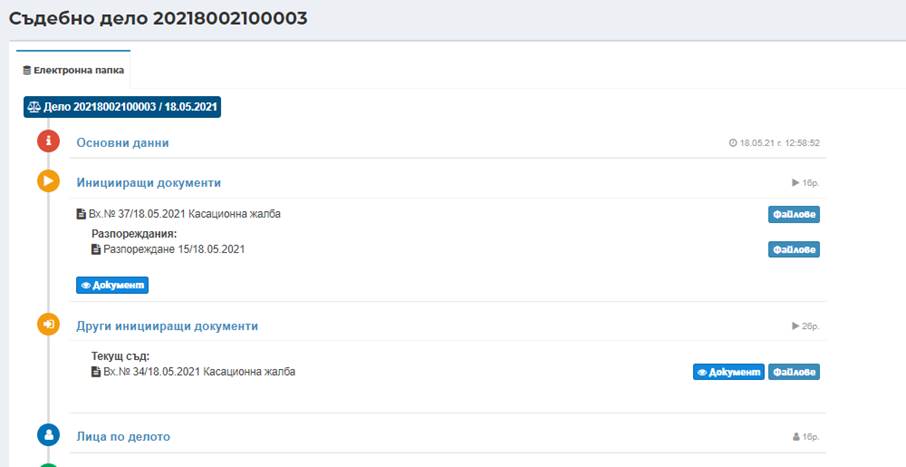 Съдебно дело 20218002100003
Електронна папка
Дело 20218002100003 / 18.05.2021
Основни данни 18.05.21 г. 12:58:52
Иницииращи документи 1бр.
Вх.№ 37/18.05.2021 Касационна жалба Файлове
Разпореждания:
Разпореждане 15/18.05.2021 Файлове
Документ
Други иницииращи документи 2бр.
Текущ съд:
Вх.№ 34/18.05.2021 Касационна жалба Документ Файлове
Лица по делото 1бр.